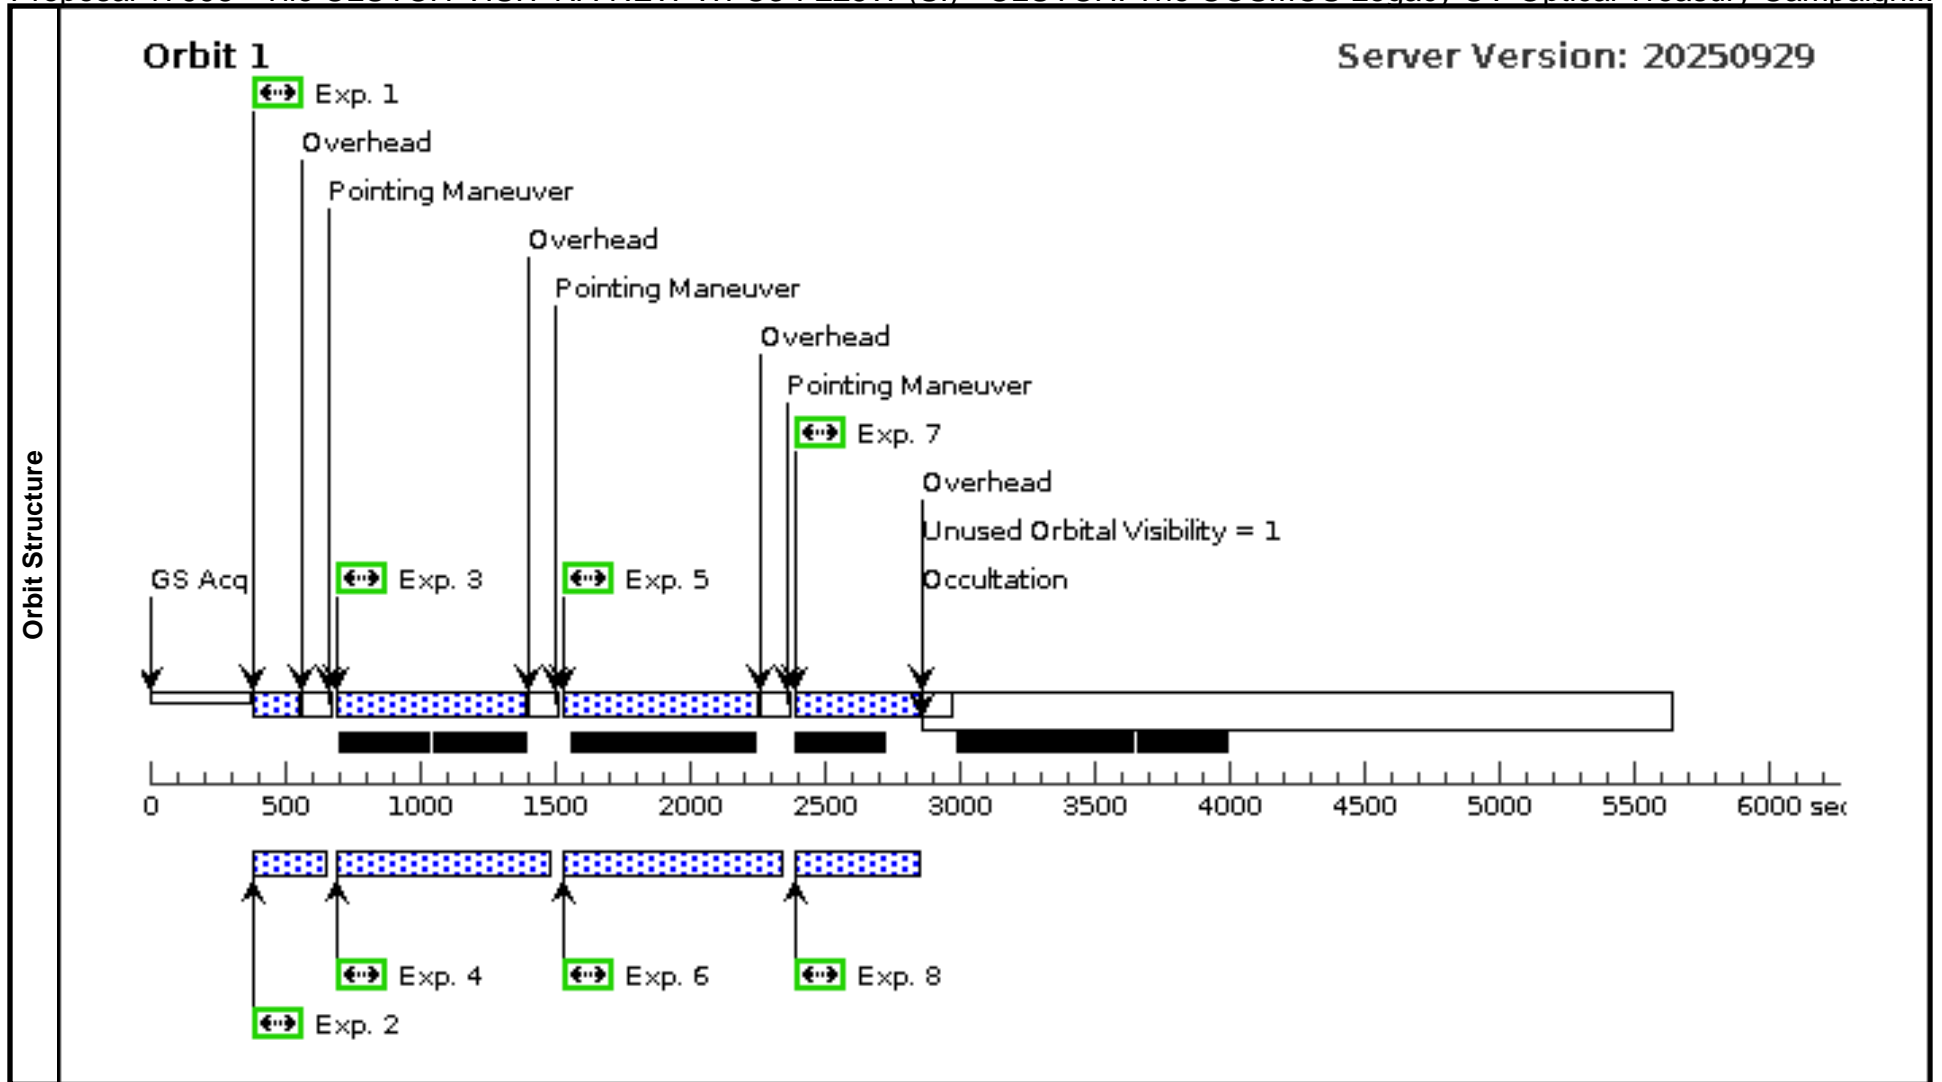 Orbit 1
Server Version: 20250929
Exp. 1
Overhead
Pointing Maneuver
Overhead
Pointing Maneuver
Overhead
Pointing Maneuver
Exp. 7
Overhead
Unused Orbital Visibility = 1
GS Acq
Exp. 3
Exp. 5
Occultation
Orbit Structure
0 500 1000 1500 2000 2500 3000 3500 4000 4500 5000 5500 6000
Exp. 4
Exp. 6
Exp. 8
Exp. 2